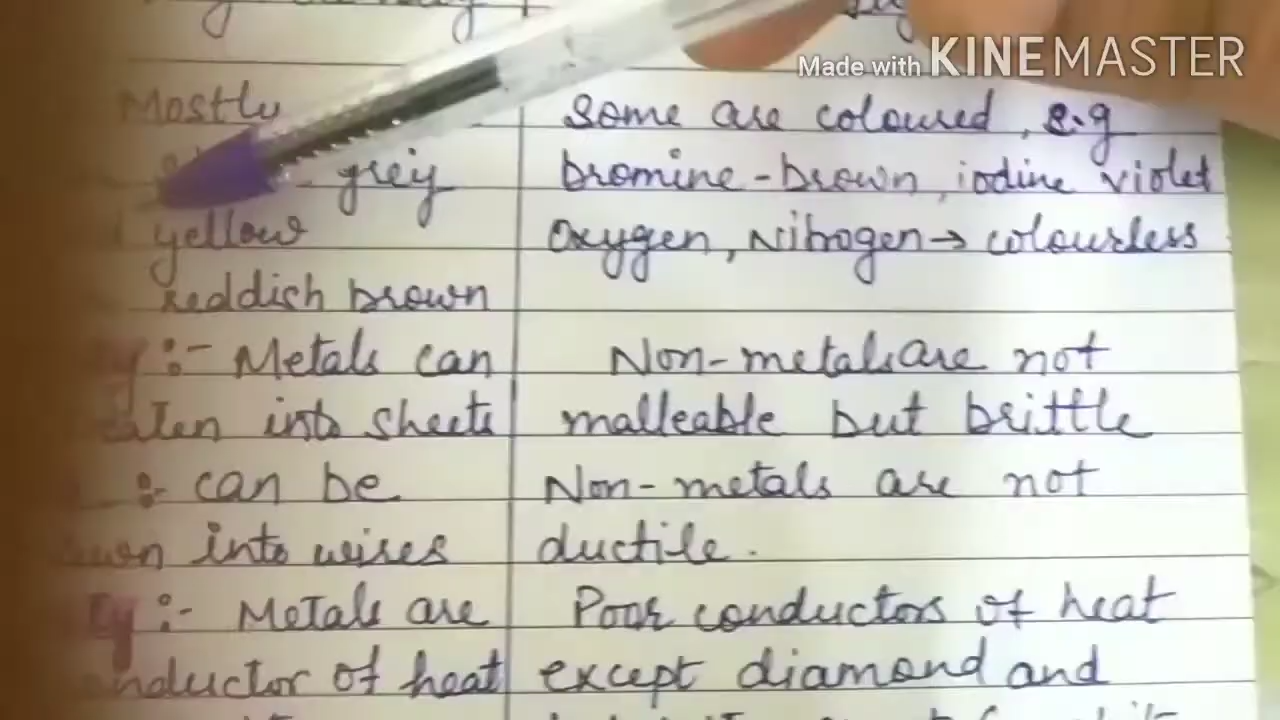 Made with KINEMASTER
Mostly
grey
yellow
reddish brown
:- Metals can
into sheets
:- can be
into wires
:- Metals are
of heat
Some are coloured, e.g
bromine-brown, iodine violet
Oxygen, Nitrogen → colourless
Non-metals are not
malleable but brittle
Non-metals are not
ductile.
Poor conductors of heat
except diamond and